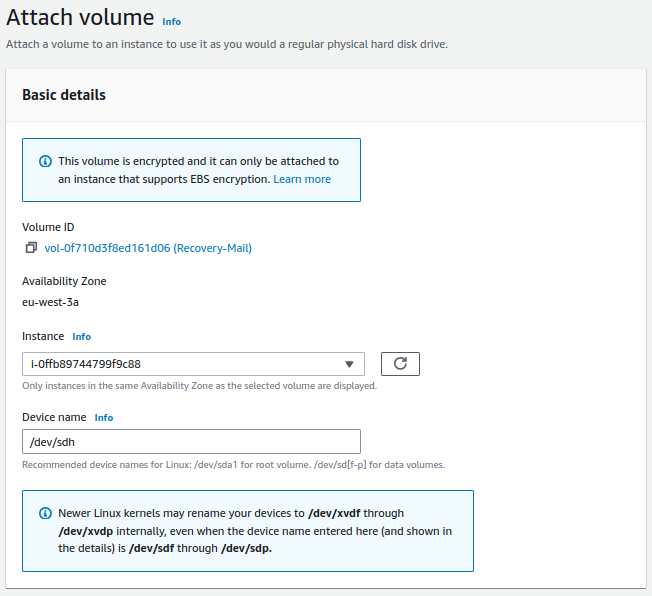 Attach volume Info
Attach a volume to an instance to use it as you would a regular physical hard disk drive.
Basic details
This volume is encrypted and it can only be attached to
an instance that supports EBS encryption. Learn more
Volume ID
vol-0f710d3f8ed161d06 (Recovery-Mail)
Availability Zone
eu-west-3a
Instance Info
i-0ffb89744799f9c88
Only instances in the same Availability Zone as the selected volume are displayed.
Device name Info
/dev/sdh
Recommended device names for Linux: /dev/sda1 for root volume. /dev/sd[f-p] for data volumes.
Newer Linux kernels may rename your devices to /dev/xvdf through
/dev/xvdp internally, even when the device name entered here (and shown in
the details) is /dev/sdf through /dev/sdp.